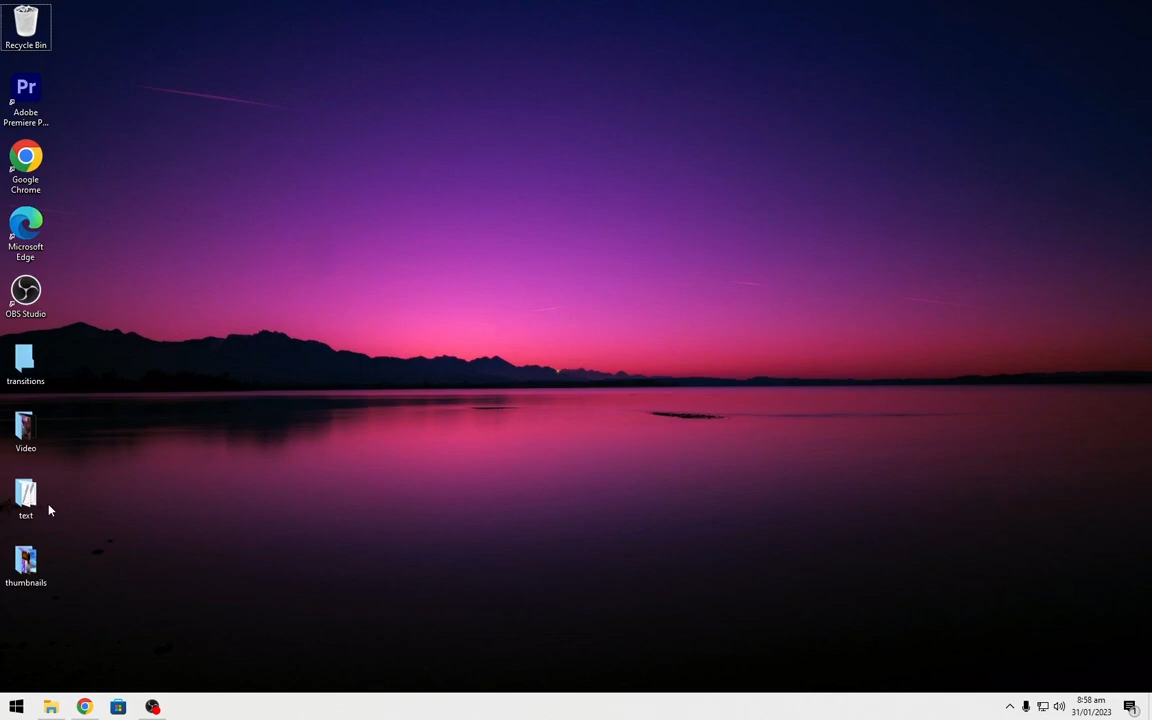 Recycle Bin
Pr
Adobe
Premiere P...
Google
Chrome
Microsoft
Edge
OBS Studio
transitions
Video
text
thumbnails
8:58 am
31/01/2023